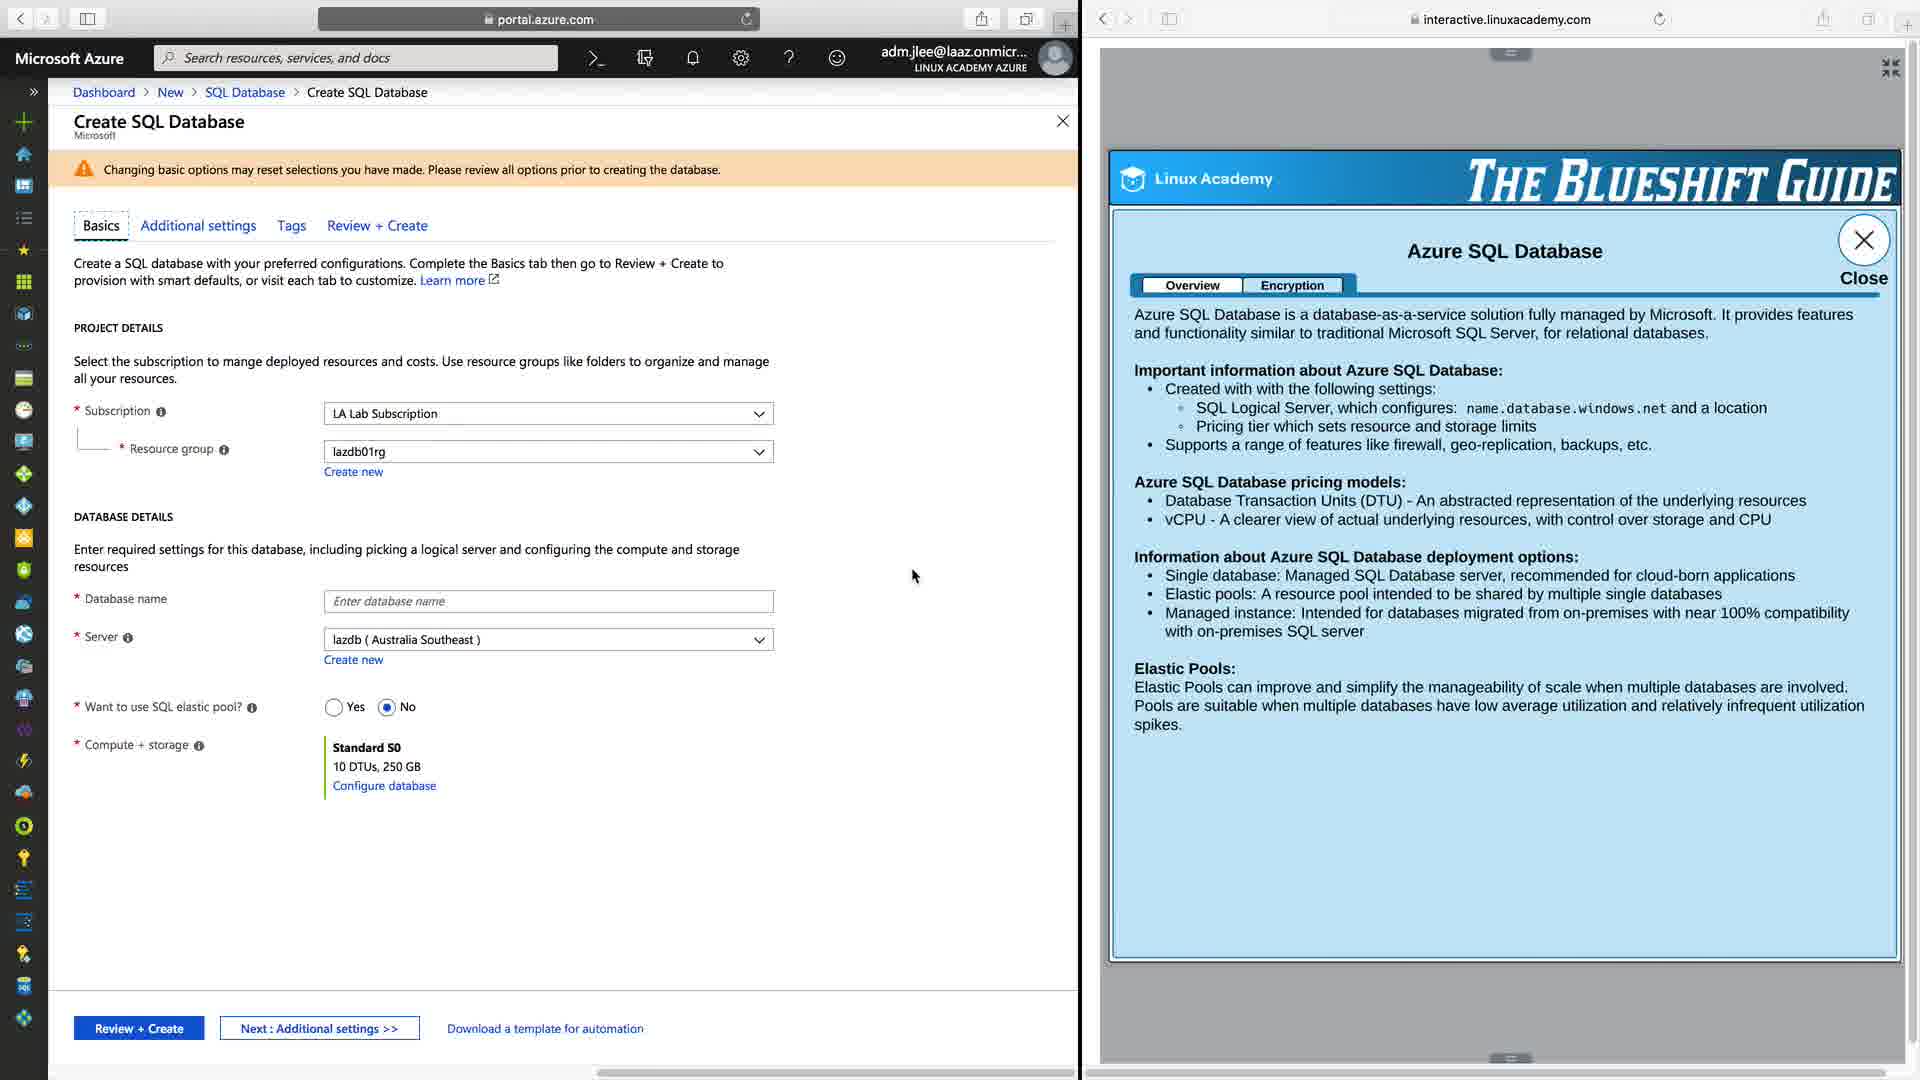 portal.azure.com
Microsoft Azure
Search resources, services, and docs
adm.jlee@laaz.onmicr...
LINUX ACADEMY AZURE
Dashboard > New > SQL Database > Create SQL Database
Create SQL Database
Microsoft
Changing basic options may reset selections you have made. Please review all options prior to creating the database.
Basics Additional settings Tags Review + Create
Create a SQL database with your preferred configurations. Complete the Basics tab then go to Review + Create to
provision with smart defaults, or visit each tab to customize. Learn more
PROJECT DETAILS
Select the subscription to mange deployed resources and costs. Use resource groups like folders to organize and manage
all your resources.
* Subscription LA Lab Subscription
* Resource group lazdb01rg
Create new
DATABASE DETAILS
Enter required settings for this database, including picking a logical server and configuring the compute and storage
resources
* Database name Enter database name
* Server lazdb ( Australia Southeast )
Create new
* Want to use SQL elastic pool? Yes No
* Compute + storage Standard S0
10 DTUs, 250 GB
Configure database
Review + Create Next : Additional settings >> Download a template for automation
interactive.linuxacademy.com
Linux Academy THE BLUESHIFT GUIDE
Azure SQL Database
Close
Overview Encryption
Azure SQL Database is a database-as-a-service solution fully managed by Microsoft. It provides features
and functionality similar to traditional Microsoft SQL Server, for relational databases.
Important information about Azure SQL Database:
• Created with with the following settings:
◦ SQL Logical Server, which configures: name.database.windows.net and a location
◦ Pricing tier which sets resource and storage limits
• Supports a range of features like firewall, geo-replication, backups, etc.
Azure SQL Database pricing models:
• Database Transaction Units (DTU) - An abstracted representation of the underlying resources
• vCPU - A clearer view of actual underlying resources, with control over storage and CPU
Information about Azure SQL Database deployment options:
• Single database: Managed SQL Database server, recommended for cloud-born applications
• Elastic pools: A resource pool intended to be shared by multiple single databases
• Managed instance: Intended for databases migrated from on-premises with near 100% compatibility
with on-premises SQL server
Elastic Pools:
Elastic Pools can improve and simplify the manageability of scale when multiple databases are involved.
Pools are suitable when multiple databases have low average utilization and relatively infrequent utilization
spikes.